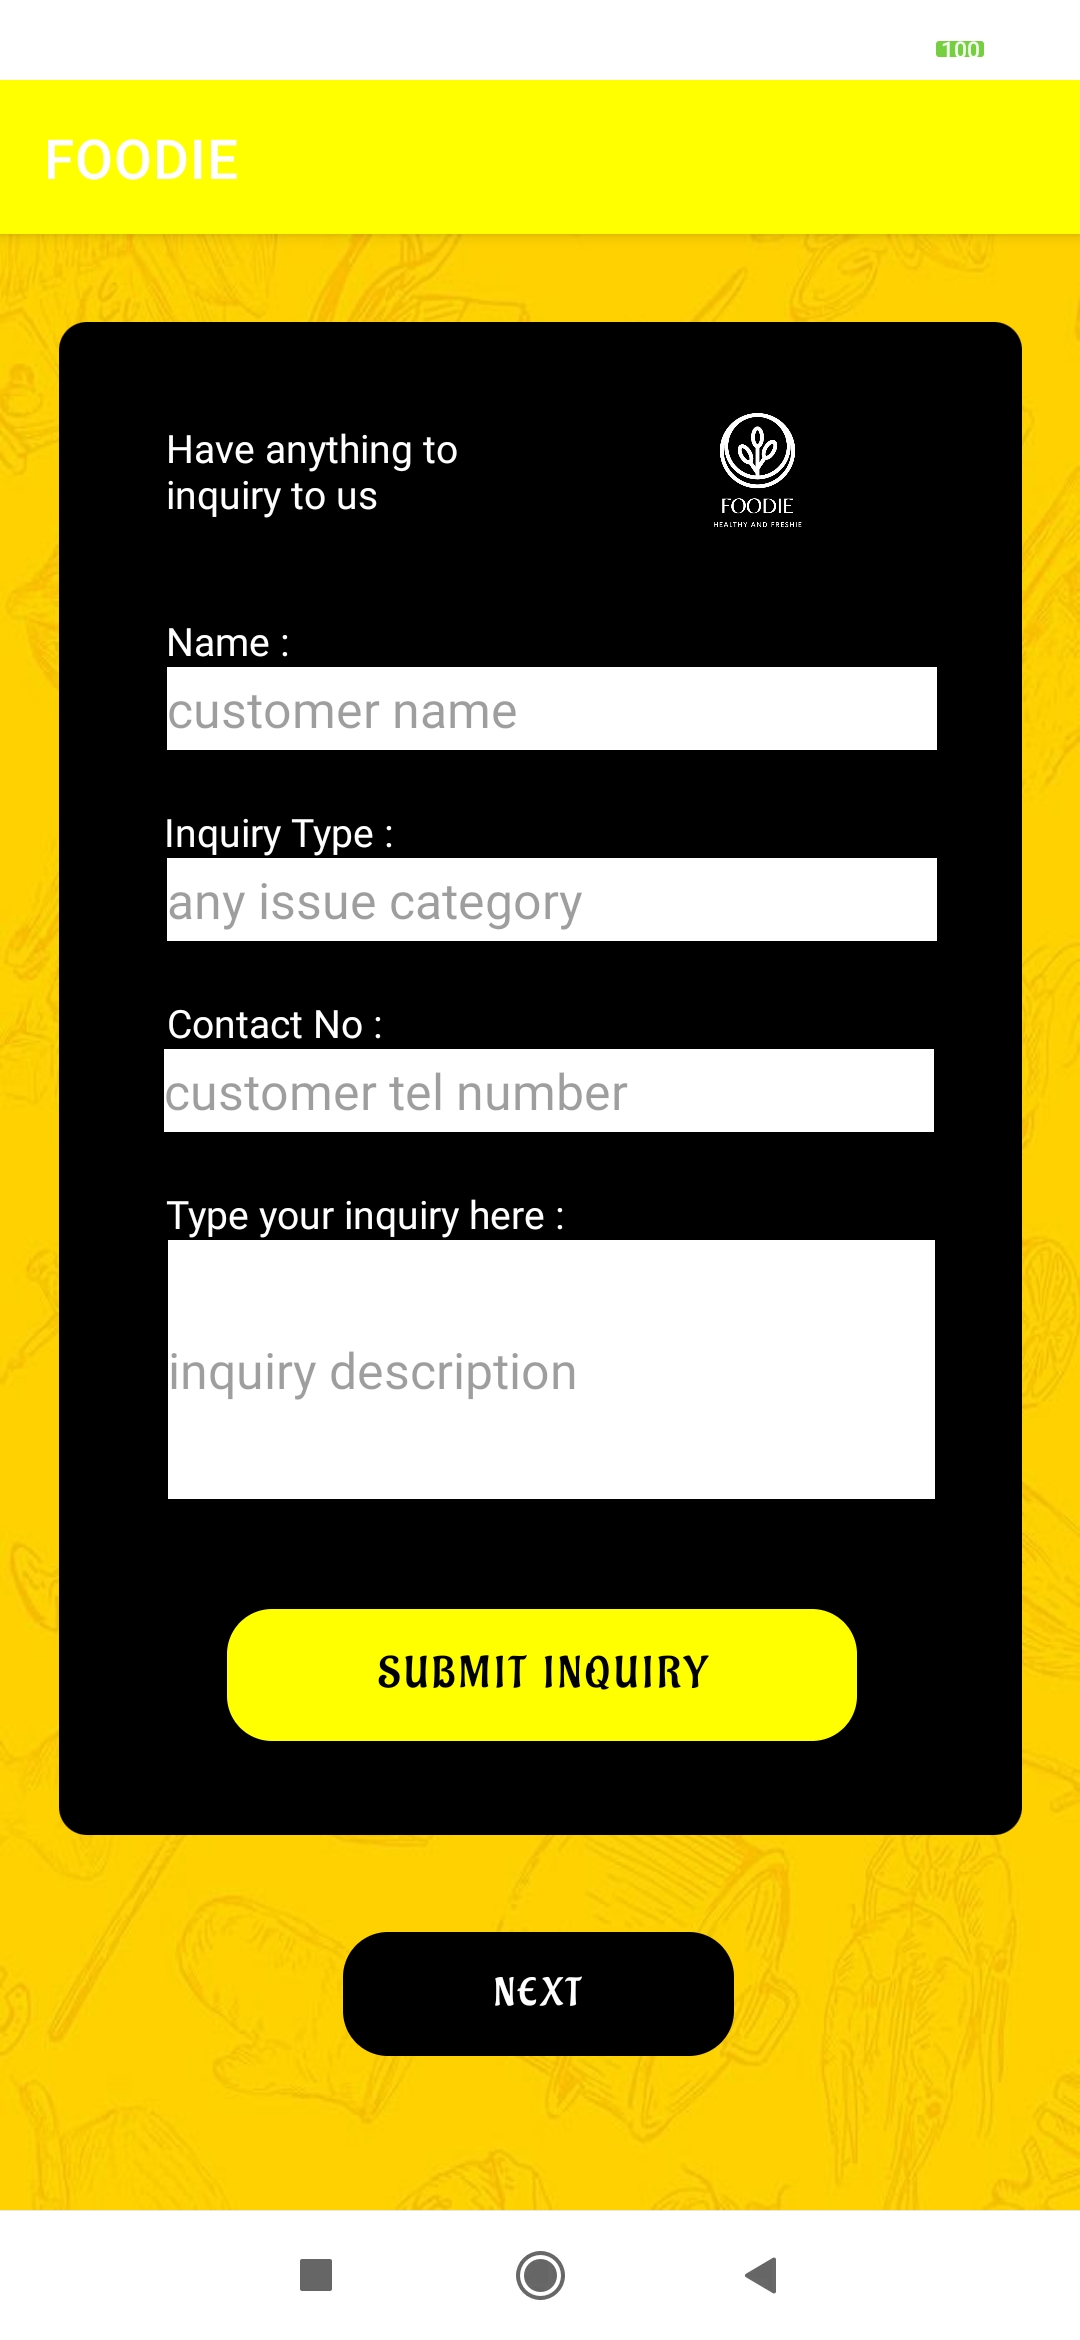 100
FOODIE
Have anything to
inquiry to us
FOODIE
HEALTHY AND FRESHIE
Name :
customer name
Inquiry Type :
any issue category
Contact No :
customer tel number
Type your inquiry here :
inquiry description
SUBMIT INQUIRY
NEXT